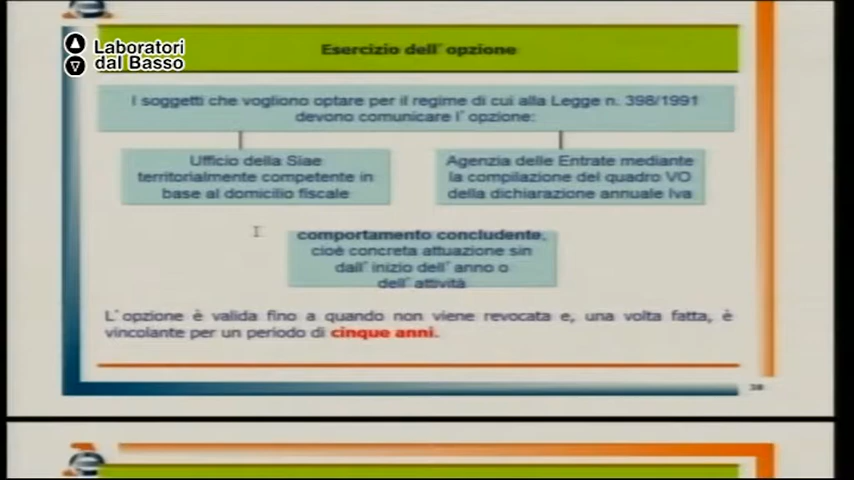 Laboratori
dal Basso
Esercizio dell'opzione
I soggetti che vogliono optare per il regime di cui alla Legge n. 398/1991
devono comunicare l'opzione:
Ufficio della Siae
territorialmente competente in
base al domicilio fiscale
Agenzia delle Entrate mediante
la compilazione del quadro VO
della dichiarazione annuale Iva
comportamento concludente,
cioè concreta attuazione sin
dall'inizio dell'anno o
dell'attività
L'opzione è valida fino a quando non viene revocata e, una volta fatta, è
vincolante per un periodo di cinque anni.